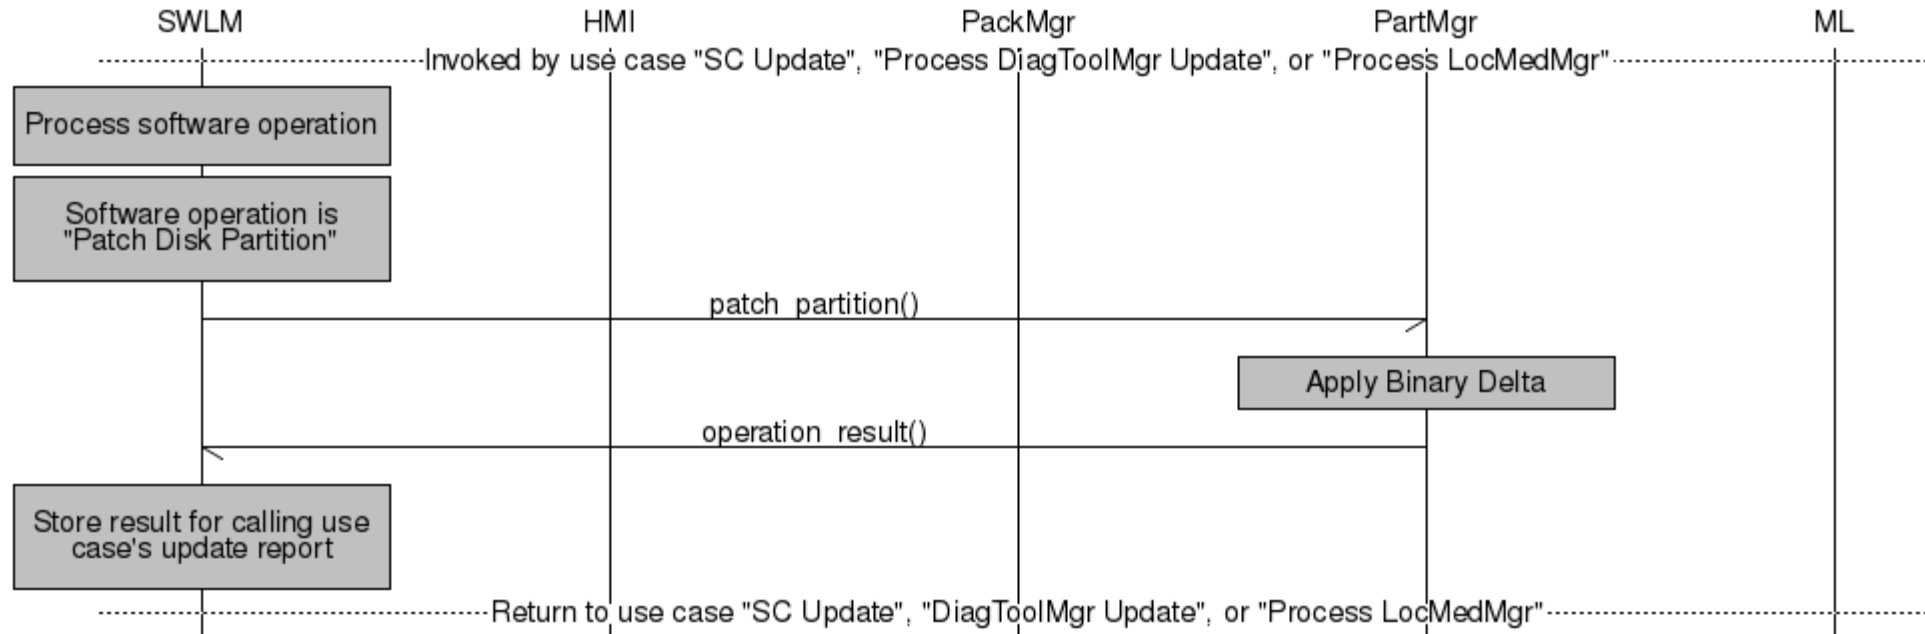 SWLM HMI PackMgr PartMgr ML
Invoked by use case "SC Update", "Process DiagToolMgr Update", or "Process LocMedMgr"
Process software operation
Software operation is
"Patch Disk Partition"
patch_partition()
Apply Binary Delta
operation_result()
Store result for calling use
case's update report
Return to use case "SC Update", "DiagToolMgr Update", or "Process LocMedMgr"